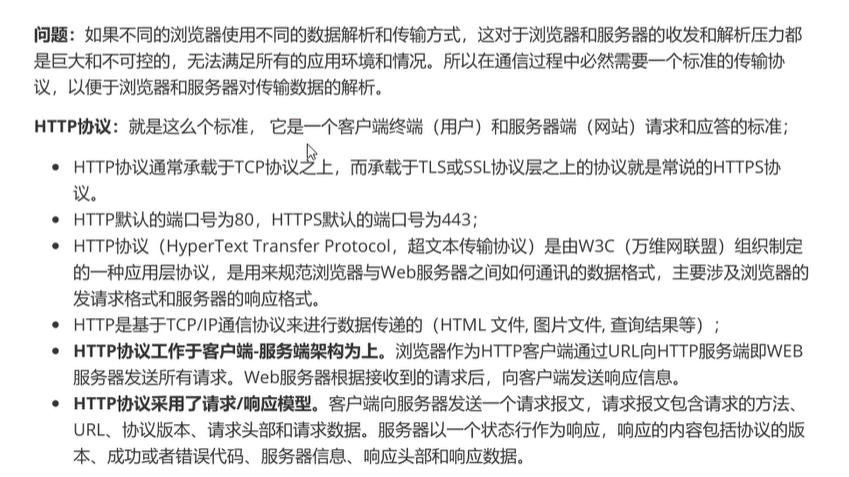 问题：如果不同的浏览器使用不同的数据解析和传输方式，这对于浏览器和服务器的收发和解析压力都
是巨大和不可控的，无法满足所有的应用环境和情况。所以在通信过程中必然需要一个标准的传输协
议，以便于浏览器和服务器对传输数据的解析。
HTTP协议：就是这么个标准， 它是一个客户端终端（用户）和服务器端（网站）请求和应答的标准；
• HTTP协议通常承载于TCP协议之上，而承载于TLS或SSL协议层之上的协议就是常说的HTTPS协
议。
• HTTP默认的端口号为80，HTTPS默认的端口号为443；
• HTTP协议（HyperText Transfer Protocol，超文本传输协议）是由W3C（万维网联盟）组织制定
的一种应用层协议，是用来规范浏览器与Web服务器之间如何通讯的数据格式，主要涉及浏览器的
发请求格式和服务器的响应格式。
• HTTP是基于TCP/IP通信协议来进行数据传递的（HTML 文件, 图片文件, 查询结果等）；
• HTTP协议工作于客户端-服务端架构为上。浏览器作为HTTP客户端通过URL向HTTP服务端即WEB
服务器发送所有请求。Web服务器根据接收到的请求后，向客户端发送响应信息。
• HTTP协议采用了请求/响应模型。客户端向服务器发送一个请求报文，请求报文包含请求的方法、
URL、协议版本、请求头部和请求数据。服务器以一个状态行作为响应，响应的内容包括协议的版
本、成功或者错误代码、服务器信息、响应头部和响应数据。